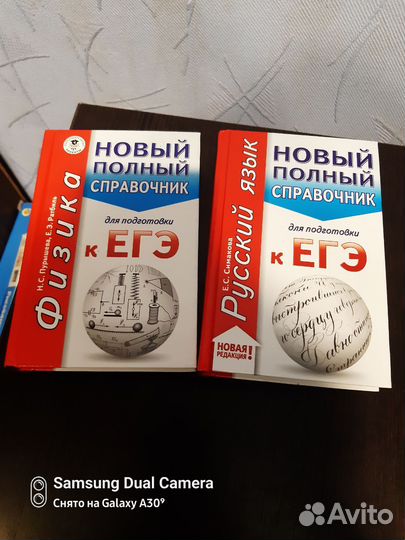 НОВЫЙ
ПОЛНЫЙ
СПРАВОЧНИК
для подготовки
к ЕГЭ
Физика
Н.С. Пурышева, Е.Э. Ратбиль
НОВЫЙ
ПОЛНЫЙ
СПРАВОЧНИК
для подготовки
к ЕГЭ
Русский язык
Е.С. Симакова
НОВАЯ
РЕДАКЦИЯ!
Samsung Dual Camera
Снято на Galaxy A30ˢ
Avito